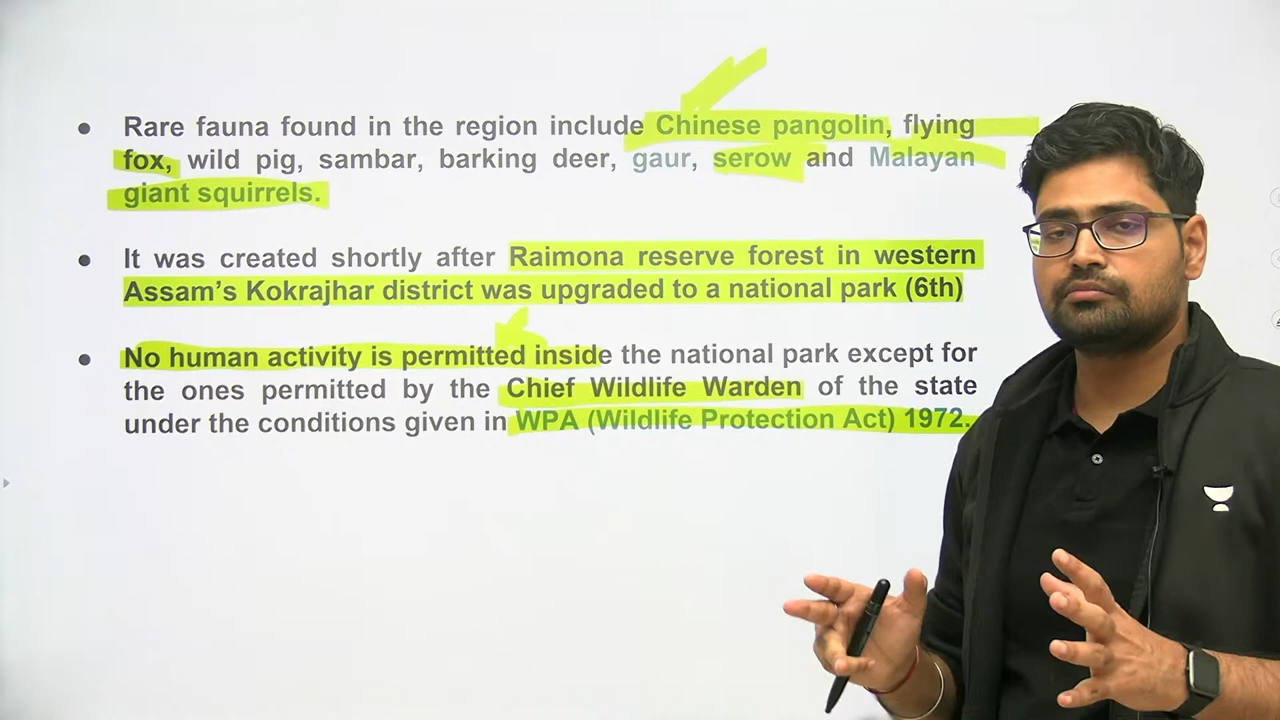 ● Rare fauna found in the region include Chinese pangolin, flying
fox, wild pig, sambar, barking deer, gaur, serow and Malayan
giant squirrels.
● It was created shortly after Raimona reserve forest in western
Assam’s Kokrajhar district was upgraded to a national park (6th)
● No human activity is permitted inside the national park except for
the ones permitted by the Chief Wildlife Warden of the state
under the conditions given in WPA (Wildlife Protection Act) 1972.